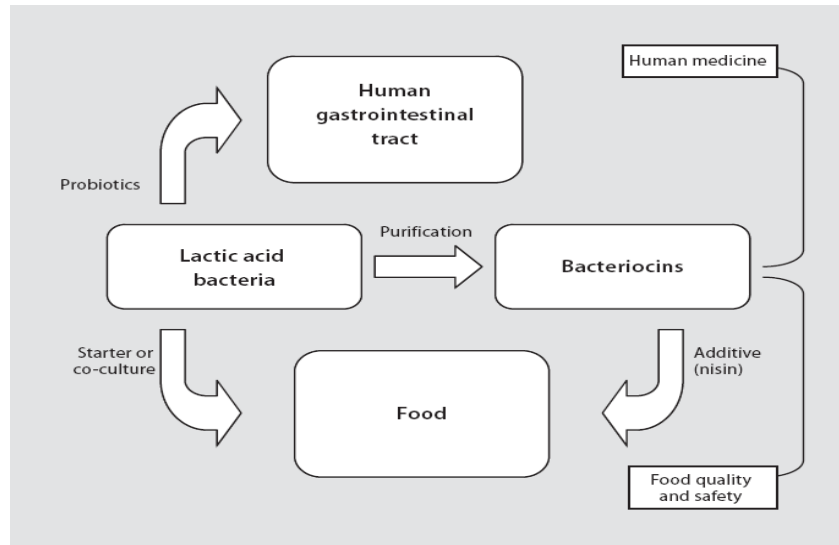 Human medicine
Human
gastrointestinal
tract
Probiotics
Purification
Lactic acid
bacteria
Bacteriocins
Starter or
co-culture
Additive
(nisin)
Food
Food quality
and safety